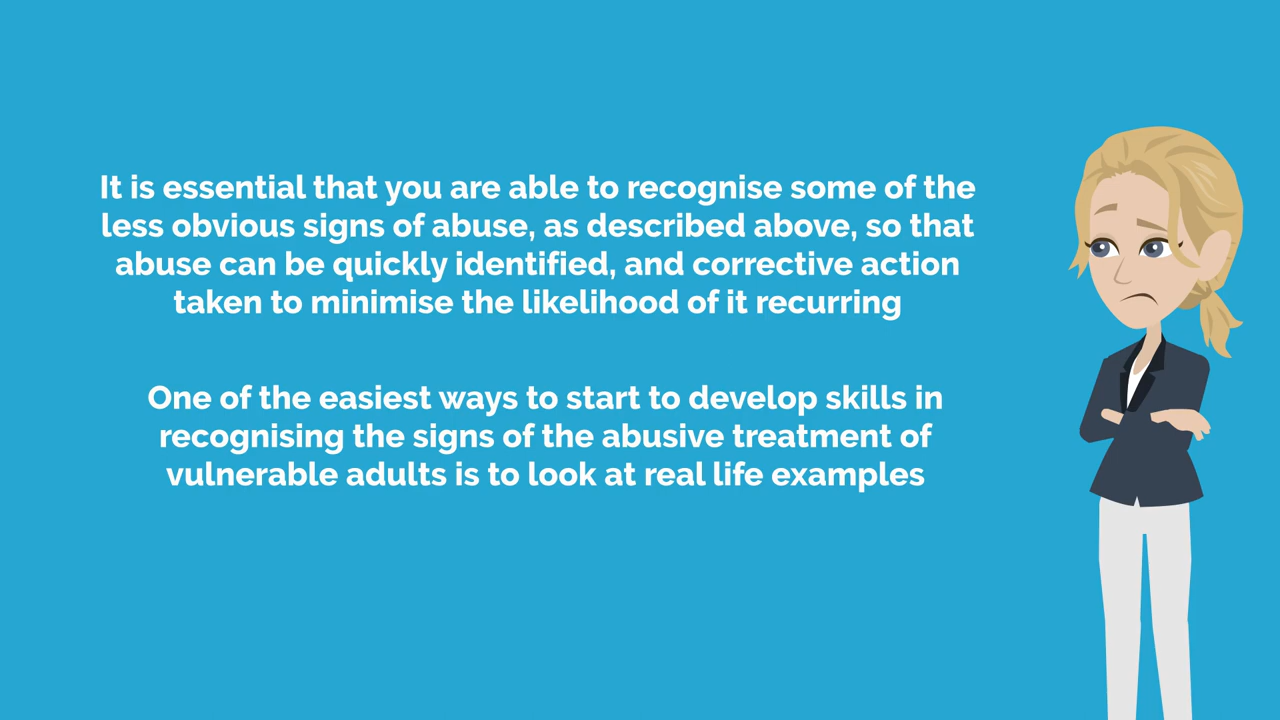 It is essential that you are able to recognise some of the
less obvious signs of abuse, as described above, so that
abuse can be quickly identified, and corrective action
taken to minimise the likelihood of it recurring
One of the easiest ways to start to develop skills in
recognising the signs of the abusive treatment of
vulnerable adults is to look at real life examples